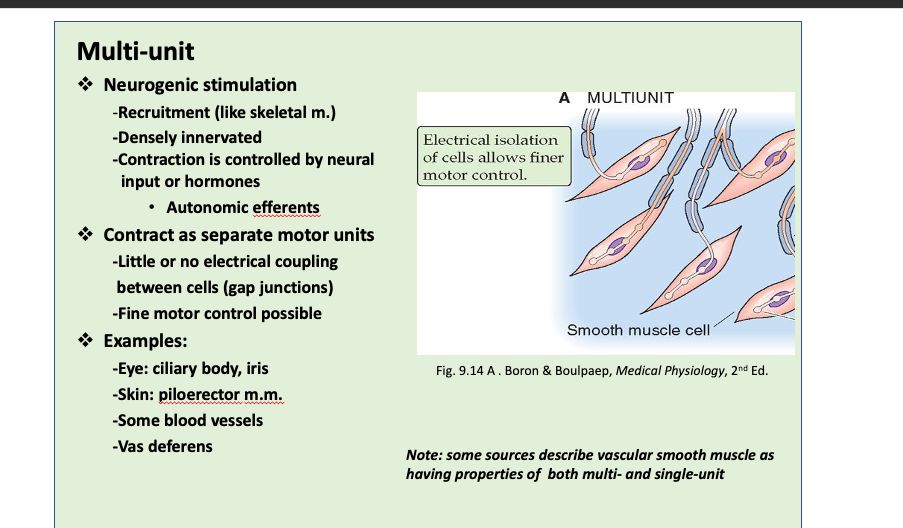 Multi-unit
❖ Neurogenic stimulation
-Recruitment (like skeletal m.)
-Densely innervated
-Contraction is controlled by neural
input or hormones
• Autonomic efferents
❖ Contract as separate motor units
-Little or no electrical coupling
between cells (gap junctions)
-Fine motor control possible
❖ Examples:
-Eye: ciliary body, iris
-Skin: piloerector m.m.
-Some blood vessels
-Vas deferens
A MULTIUNIT
Electrical isolation
of cells allows finer
motor control.
Smooth muscle cell
Fig. 9.14 A . Boron & Boulpaep, Medical Physiology, 2nd Ed.
Note: some sources describe vascular smooth muscle as
having properties of both multi- and single-unit